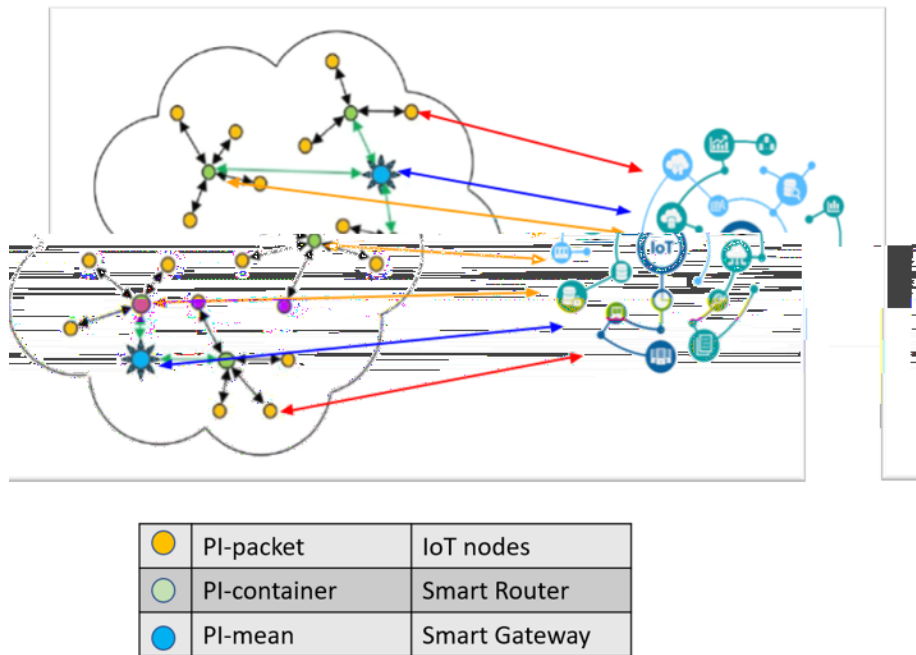 IoT
PI-packet IoT nodes
PI-container Smart Router
PI-mean Smart Gateway